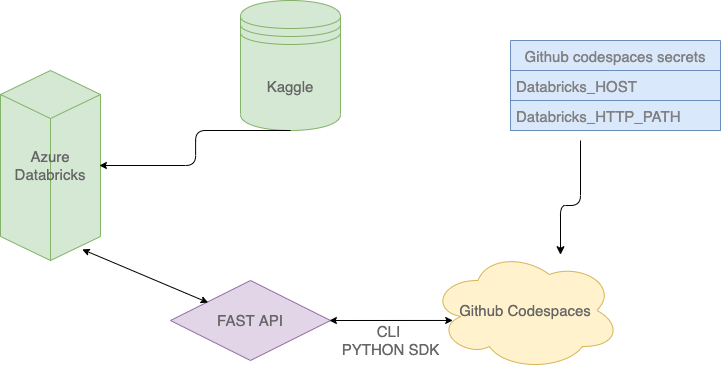 Kaggle
Github codespaces secrets
Databricks_HOST
Databricks_HTTP_PATH
Azure
Databricks
FAST API
CLI
PYTHON SDK
Github Codespaces